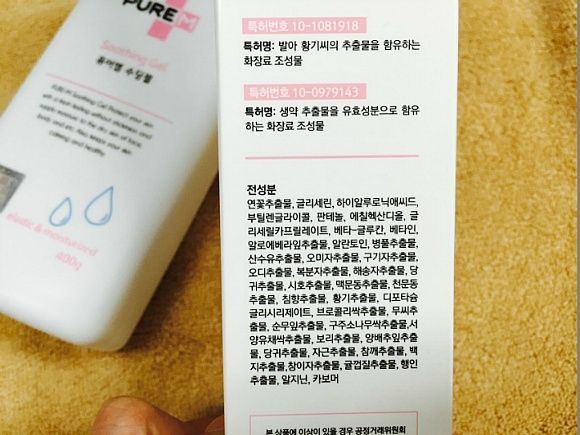 PURE M
Soothing Gel
퓨어엠 수딩젤
elastic & moisturized
400g
특허번호 10-1081918
특허명: 발아 황기씨의 추출물을 함유하는
화장료 조성물
특허번호 10-0979143
특허명: 생약 추출물을 유효성분으로 함유
하는 화장료 조성물
전성분
연꽃추출물, 글리세린, 하이알루로닉애씨드,
부틸렌글라이콜, 판테놀, 에칠헥산디올, 글
리세릴카프릴레이트, 베타-글루칸, 베타인,
알로에베라잎추출물, 알란토인, 병풀추출물,
산수유추출물, 오미자추출물, 구기자추출물,
오디추출물, 복분자추출물, 해송자추출물, 당
귀추출물, 시호추출물, 맥문동추출물, 천문동
추출물, 침향추출물, 황기추출물, 디포타슘
글리시리제이트, 브로콜리싹추출물, 무씨추
출물, 순무잎추출물, 구주소나무싹추출물,서
양유채싹추출물, 보리추출물, 양배추잎추출
물, 당귀추출물, 자근추출물, 참깨추출물, 백
지추출물,창이자추출물,귤껍질추출물, 행인
추출물, 알지닌, 카보머
본 상품에 이상이 있을 경우 공정거래위원회